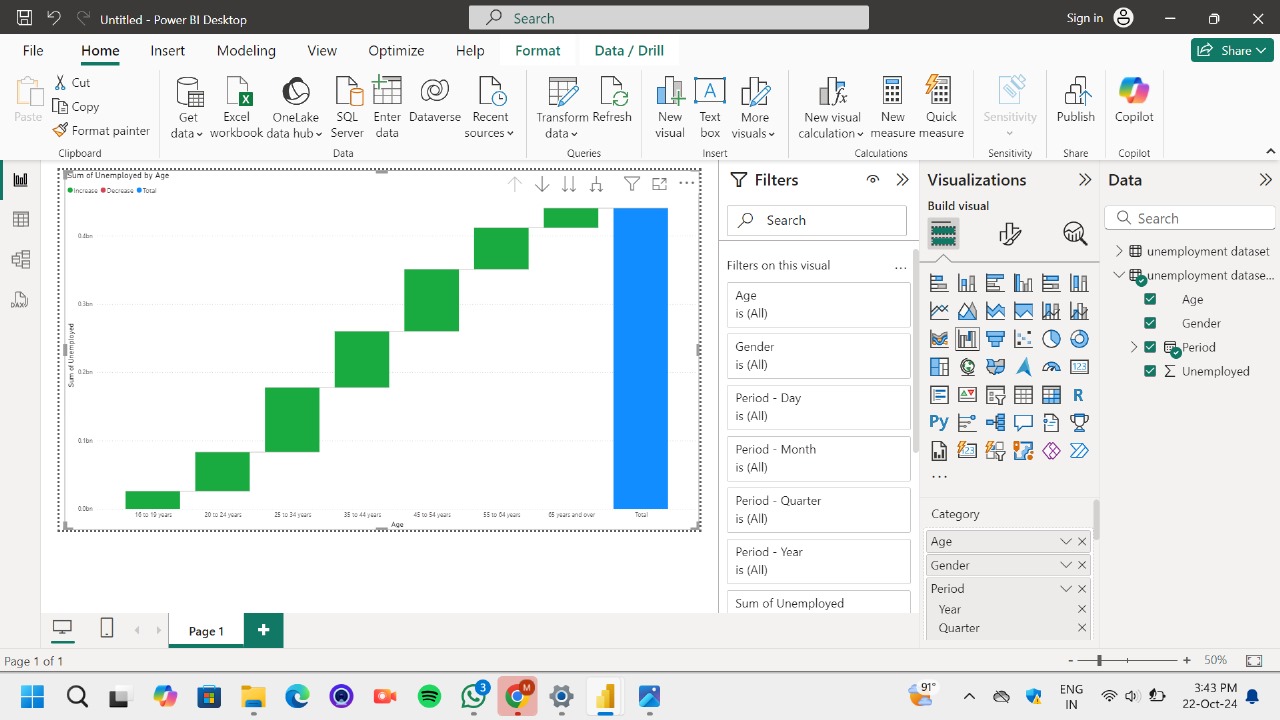 Untitled - Power BI Desktop
Search
Sign in
File
Home
Insert
Modeling
View
Optimize
Help
Format
Data / Drill
Share
Paste
Cut
Copy
Format painter
Clipboard
Get data
Excel workbook
OneLake data hub
SQL Server
Enter data
Dataverse
Recent sources
Data
Transform data
Refresh
Queries
New visual
Text box
More visuals
Insert
New visual calculation
New measure
Quick measure
Calculations
Sensitivity
Sensitivity
Publish
Share
Copilot
Copilot
Sum of Unemployed by Age
Increase
Decrease
Total
0.4bn
0.3bn
0.2bn
0.1bn
0.0bn
Sum of Unemployed
16 to 19 years
20 to 24 years
25 to 34 years
35 to 44 years
45 to 54 years
55 to 64 years
65 years and over
Total
Age
Filters
Search
Filters on this visual
...
Age
is (All)
Gender
is (All)
Period - Day
is (All)
Period - Month
is (All)
Period - Quarter
is (All)
Period - Year
is (All)
Sum of Unemployed
Visualizations
Build visual
123
R
Py
123
...
Category
Age
Gender
Period
Year
Quarter
Data
Search
unemployment dataset
unemployment datase...
Age
Gender
Period
Unemployed
DAX
Page 1
Page 1 of 1
- + 50%
3
M
91°
ENG
IN
3:43 PM
22-Oct-24